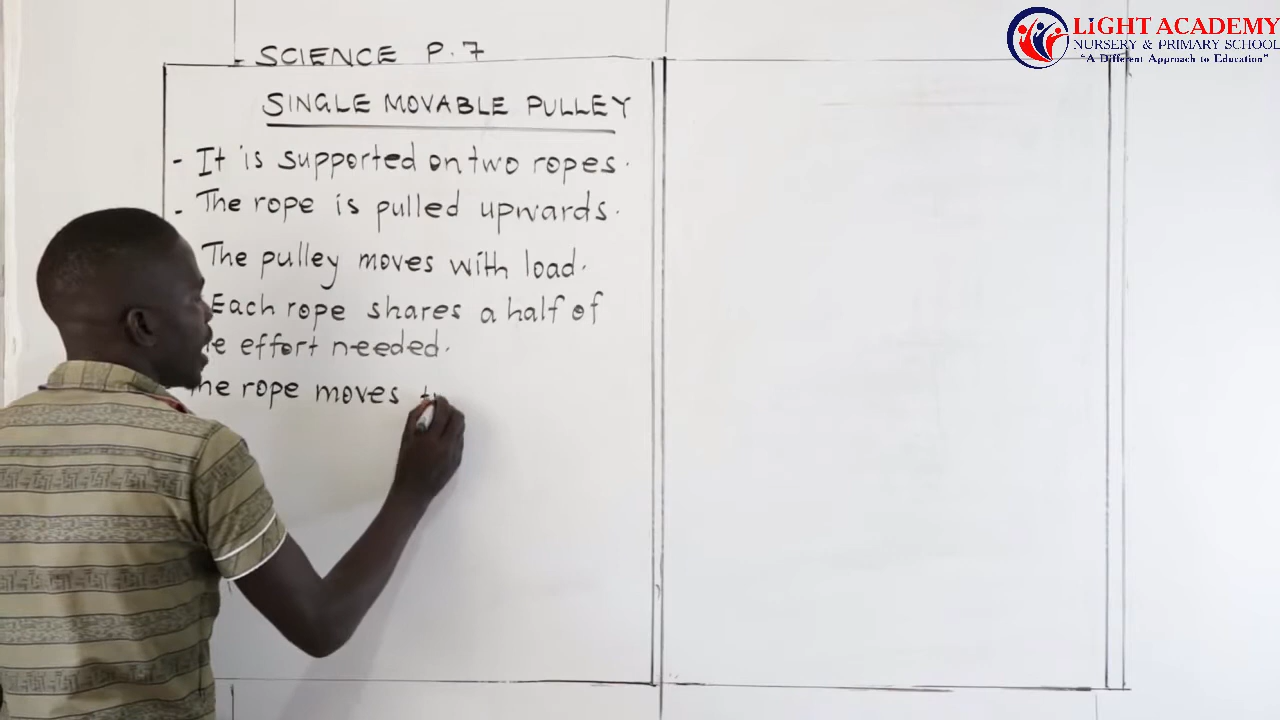 LIGHT ACADEMY
NURSERY & PRIMARY SCHOOL
"A Different Approach to Education"
- SCIENCE P.7
SINGLE MOVABLE PULLEY
- It is supported on two ropes.
- The rope is pulled upwards.
The pulley moves with load.
Each rope shares a half of
effort needed.
The rope moves